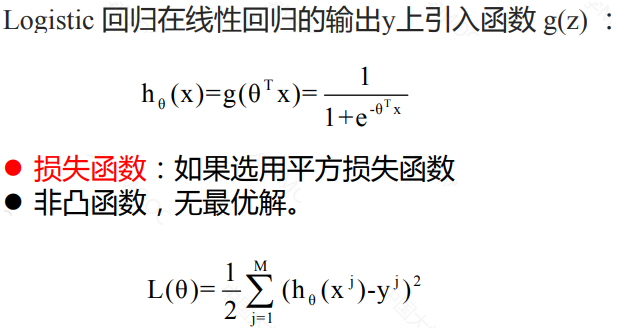 Logistic 回归在线性回归的输出y上引入函数 g(z) ：
h_θ(x)=g(θ^T x)= 1/(1+e^{-θ^T x})
● 损失函数：如果选用平方损失函数
● 非凸函数，无最优解。
L(θ)= 1/2 ∑_{j=1}^{M} (h_θ(x^j)-y^j)^2